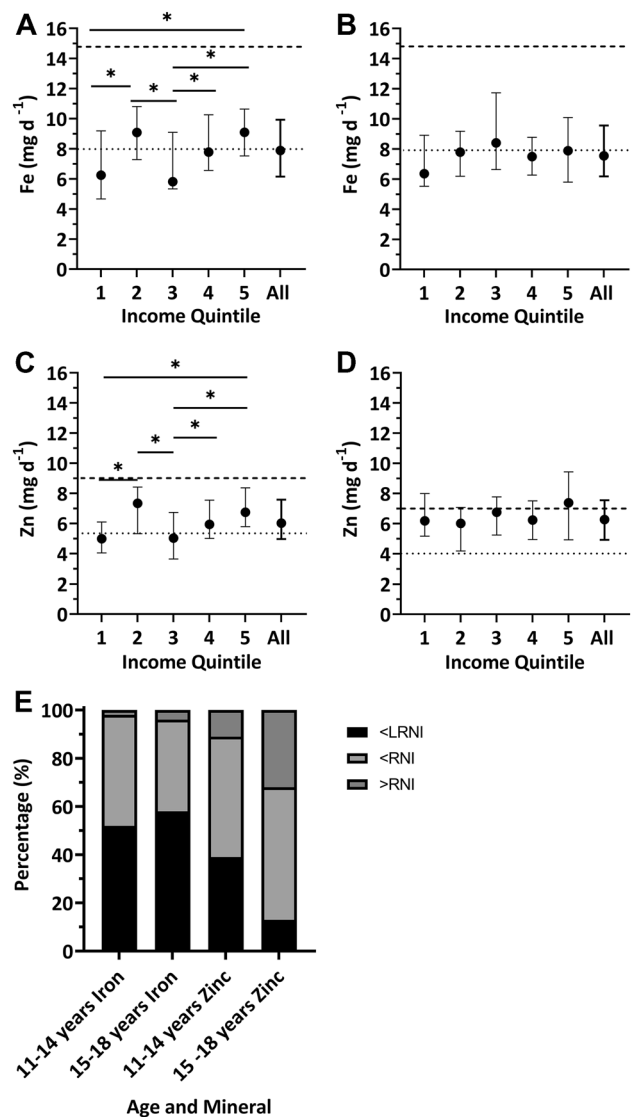 A
B
16
14
12
10
8
6
4
2
0
Fe (mg d⁻¹)
* * * * *
1 2 3 4 5 All
Income Quintile
16
14
12
10
8
6
4
2
0
Fe (mg d⁻¹)
1 2 3 4 5 All
Income Quintile
C
D
16
14
12
10
8
6
4
2
0
Zn (mg d⁻¹)
* * * * *
1 2 3 4 5 All
Income Quintile
16
14
12
10
8
6
4
2
0
Zn (mg d⁻¹)
1 2 3 4 5 All
Income Quintile
E
100
80
60
40
20
0
Percentage (%)
<LRNI
<RNI
>RNI
11-14 years Iron
15-18 years Iron
11-14 years Zinc
15 -18 years Zinc
Age and Mineral